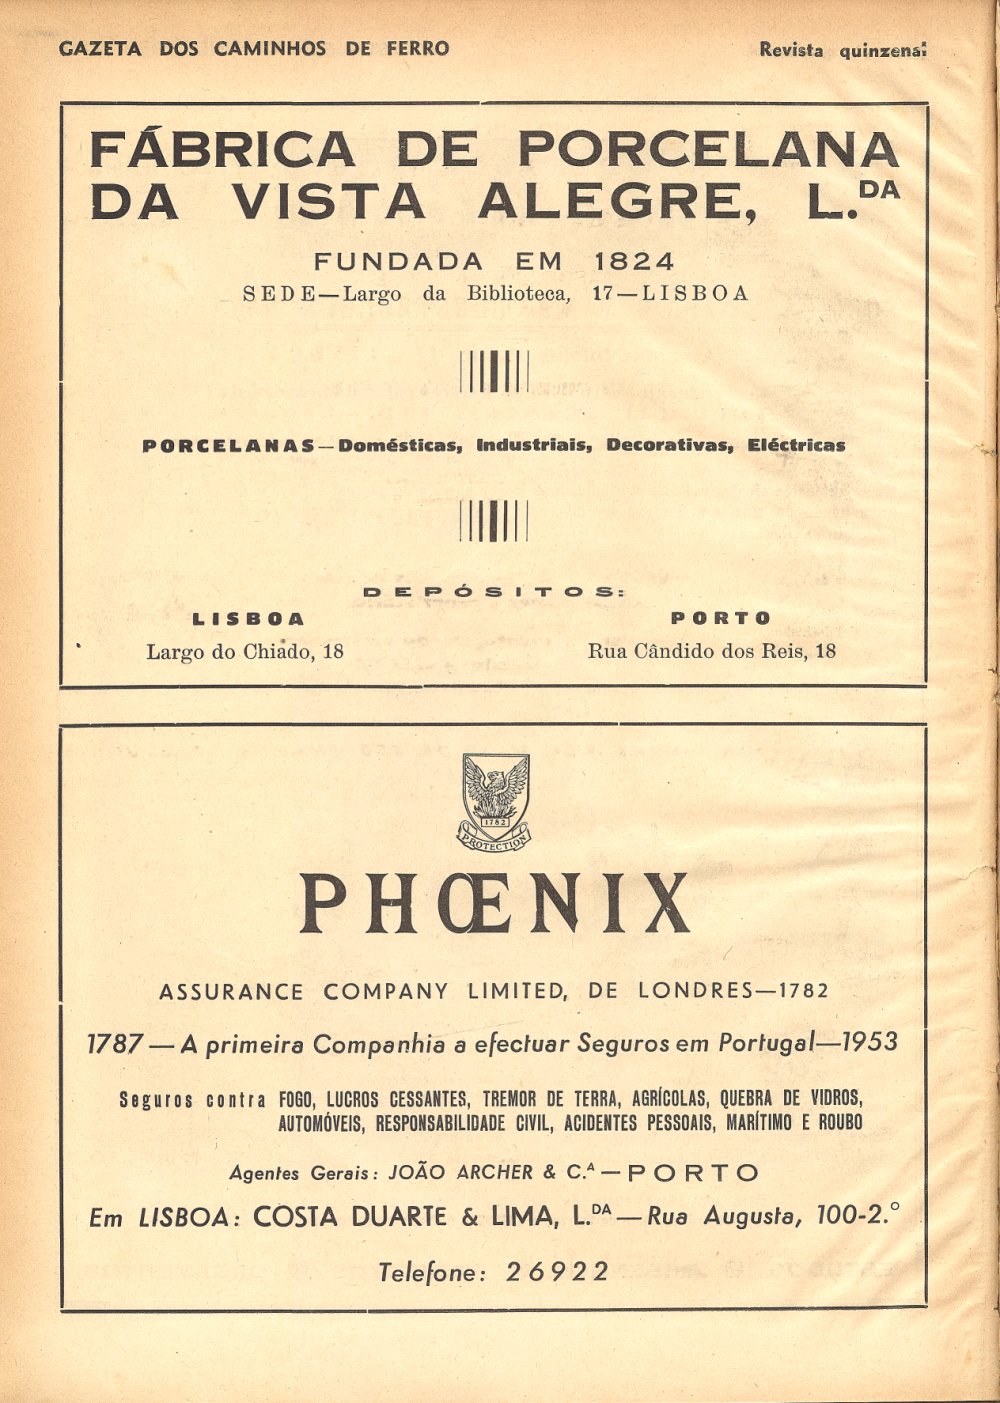 GAZETA DOS CAMINHOS DE FERRO
Revista quinzenal
FÁBRICA DE PORCELANA
DA VISTA ALEGRE, L.DA
FUNDADA EM 1824
SEDE—Largo da Biblioteca, 17—LISBOA
PORCELANAS—Domésticas, Industriais, Decorativas, Eléctricas
DEPÓSITOS:
LISBOA
Largo do Chiado, 18
PORTO
Rua Cândido dos Reis, 18
1782
PROTECTION
PHŒNIX
ASSURANCE COMPANY LIMITED, DE LONDRES—1782
1787—A primeira Companhia a efectuar Seguros em Portugal—1953
Seguros contra FOGO, LUCROS CESSANTES, TREMOR DE TERRA, AGRÍCOLAS, QUEBRA DE VIDROS,
AUTOMÓVEIS, RESPONSABILIDADE CIVIL, ACIDENTES PESSOAIS, MARÍTIMO E ROUBO
Agentes Gerais: JOÃO ARCHER & C.A—PORTO
Em LISBOA: COSTA DUARTE & LIMA, L.DA—Rua Augusta, 100-2.°
Telefone: 26922